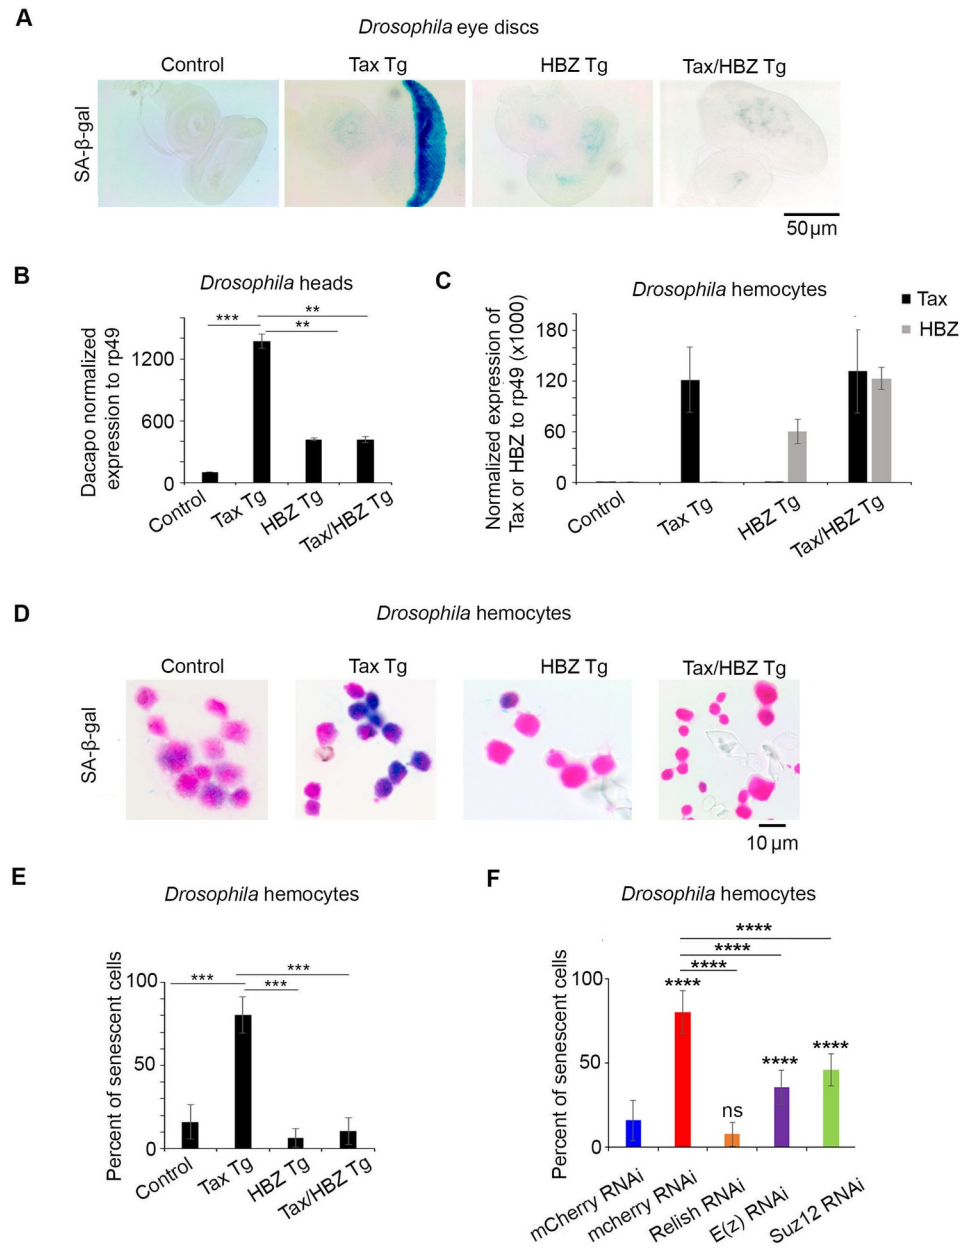 A
Drosophila eye discs
Control
Tax Tg
HBZ Tg
Tax/HBZ Tg
SA-β-gal
50 µm
B
Drosophila heads
Dacapo normalized
expression to rp49
***
**
**
1200
600
0
Control
Tax Tg
HBZ Tg
Tax/HBZ Tg
C
Drosophila hemocytes
Tax
HBZ
Normalized expression of
Tax or HBZ to rp49 (x1000)
180
120
60
0
Control
Tax Tg
HBZ Tg
Tax/HBZ Tg
D
Drosophila hemocytes
Control
Tax Tg
HBZ Tg
Tax/HBZ Tg
SA-β-gal
10 µm
E
Drosophila hemocytes
Percent of senescent cells
***
***
***
100
50
0
Control
Tax Tg
HBZ Tg
Tax/HBZ Tg
F
Drosophila hemocytes
Percent of senescent cells
****
****
****
****
ns
****
****
100
50
0
mCherry RNAi
mcherry RNAi
Relish RNAi
E(z) RNAi
Suz12 RNAi